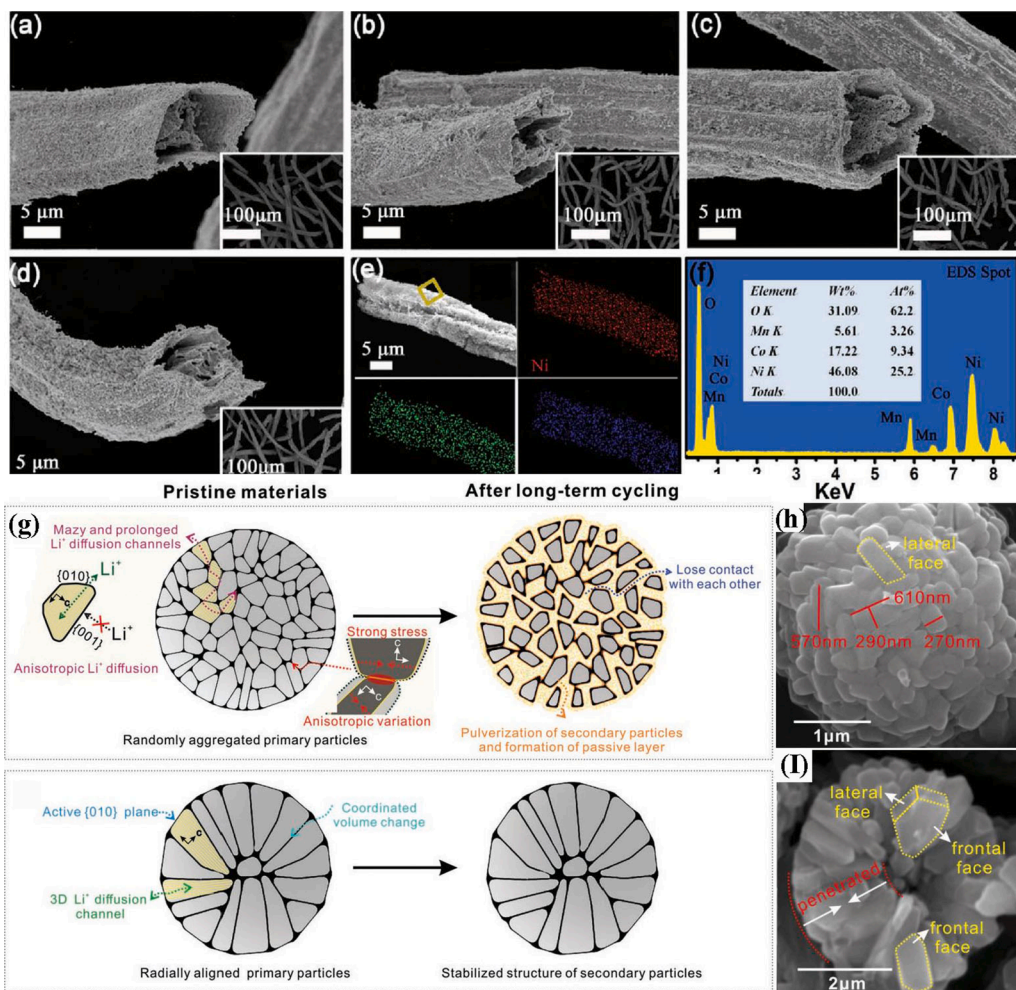 (a)
5 μm
100μm
(b)
5 μm
100μm
(c)
5 μm
100μm
(d)
5 μm
100μm
(e)
5 μm
Ni
(f)
EDS Spot
O
Element Wt% At%
O K 31.09 62.2
Mn K 5.61 3.26
Co K 17.22 9.34
Ni K 46.08 25.2
Totals 100.0
Ni
Co
Mn
Mn
Mn
Co
Ni
Ni
1 2 3 4 5 6 7 8
KeV
Pristine materials
After long-term cycling
(g)
Mazy and prolonged
Li⁺ diffusion channels
{010}
Li⁺
c
{001}
Li⁺
Anisotropic Li⁺ diffusion
Strong stress
C
C
Anisotropic variation
Randomly aggregated primary particles
Lose contact
with each other
Pulverization of secondary particles
and formation of passive layer
Active {010} plane
c
Coordinated
volume change
3D Li⁺ diffusion
channel
Radially aligned primary particles
Stabilized structure of secondary particles
(h)
lateral
face
610nm
570nm
290nm
270nm
1μm
(I)
lateral
face
frontal
face
penetrated
frontal
face
2μm